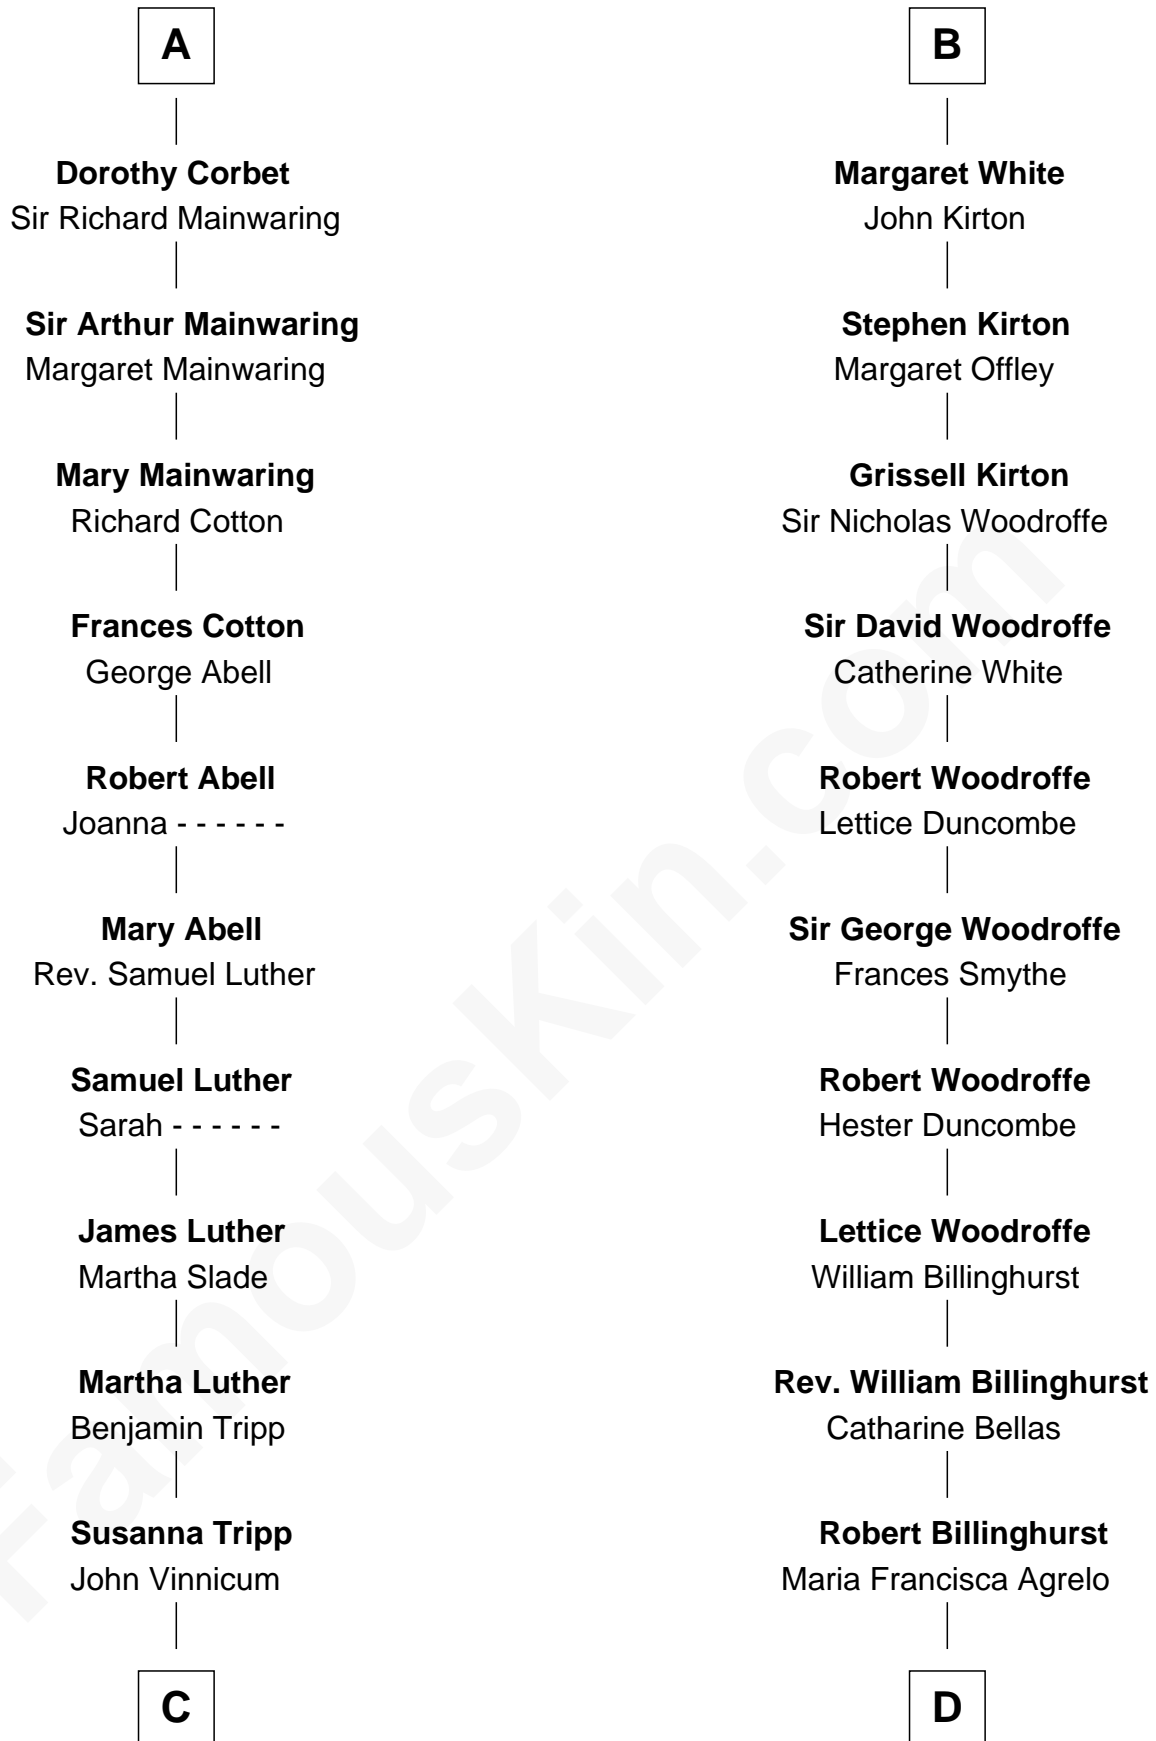 A
Dorothy Corbet
Sir Richard Mainwaring
Sir Arthur Mainwaring
Margaret Mainwaring
Mary Mainwaring
Richard Cotton
Frances Cotton
George Abell
Robert Abell
Joanna - - - - - -
Mary Abell
Rev. Samuel Luther
Samuel Luther
Sarah - - - - - -
James Luther
Martha Slade
Martha Luther
Benjamin Tripp
Susanna Tripp
John Vinnicum
C
B
Margaret White
John Kirton
Stephen Kirton
Margaret Offley
Grissell Kirton
Sir Nicholas Woodroffe
Sir David Woodroffe
Catherine White
Robert Woodroffe
Lettice Duncombe
Sir George Woodroffe
Frances Smythe
Robert Woodroffe
Hester Duncombe
Lettice Woodroffe
William Billinghurst
Rev. William Billinghurst
Catharine Bellas
Robert Billinghurst
Maria Francisca Agrelo
D
FamousKin.com